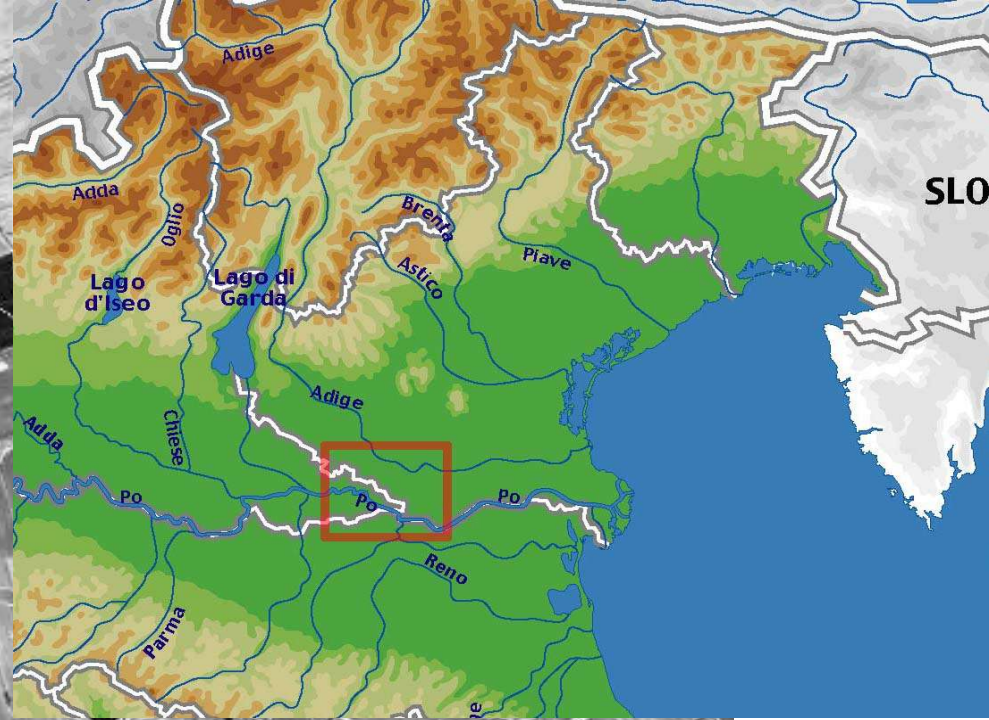 Adige
Adda
Oglio
Brenta
SLO
Lago
d'Iseo
Lago di
Garda
Astico
Piave
Adige
Chiese
Adda
Po
Po
Po
Reno
Parma